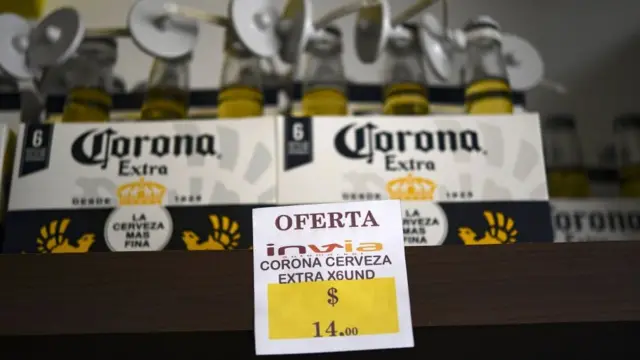 6
Corona
Extra
DESDE 1925
LA
CERVEZA
MAS
FINA
6
Corona
Extra
DESDE 1925
LA
CERVEZA
MAS
FINA
CORONA
OFERTA
invia
CORONA CERVEZA
EXTRA X6UND
$
14.00